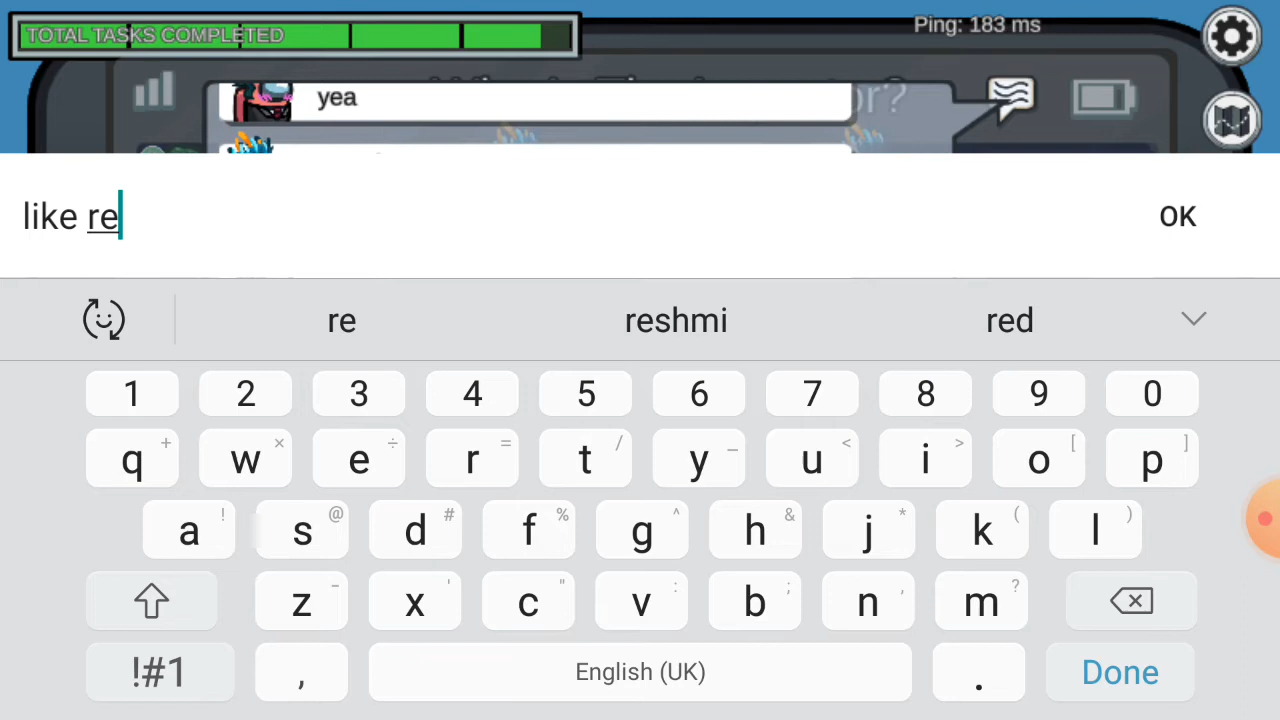 TOTAL TASKS COMPLETED
Ping: 183 ms
or?
yea
like re
OK
re reshmi red
1 2 3 4 5 6 7 8 9 0
q + w × e ÷ r = t / y _ u < i > o [ p ]
a ! s @ d # f % g ^ h & j * k ( l )
z - x ' c " v : b ; n , m ?
!#1 , English (UK) . Done